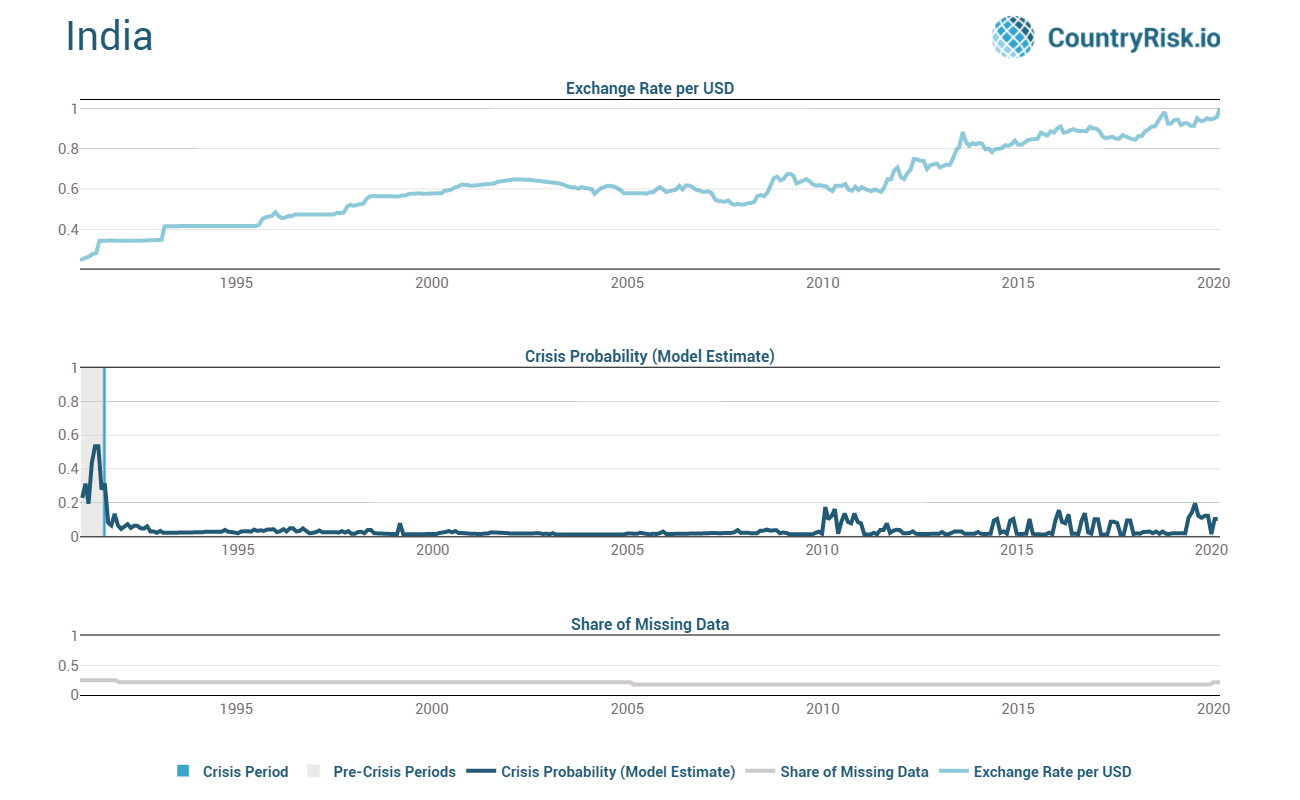 India
CountryRisk.io
Exchange Rate per USD
1
0.8
0.6
0.4
1995 2000 2005 2010 2015 2020
Crisis Probability (Model Estimate)
1
0.8
0.6
0.4
0.2
0
1995 2000 2005 2010 2015 2020
Share of Missing Data
1
0.5
0
1995 2000 2005 2010 2015 2020
Crisis Period Pre-Crisis Periods Crisis Probability (Model Estimate) Share of Missing Data Exchange Rate per USD